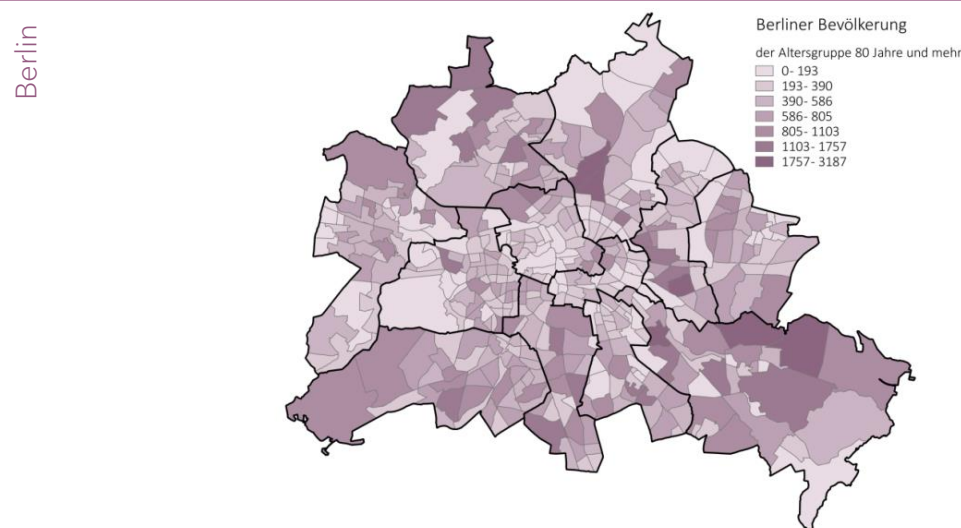 Berlin
Berliner Bevölkerung
der Altersgruppe 80 Jahre und mehr
0- 193
193- 390
390- 586
586- 805
805- 1103
1103- 1757
1757- 3187